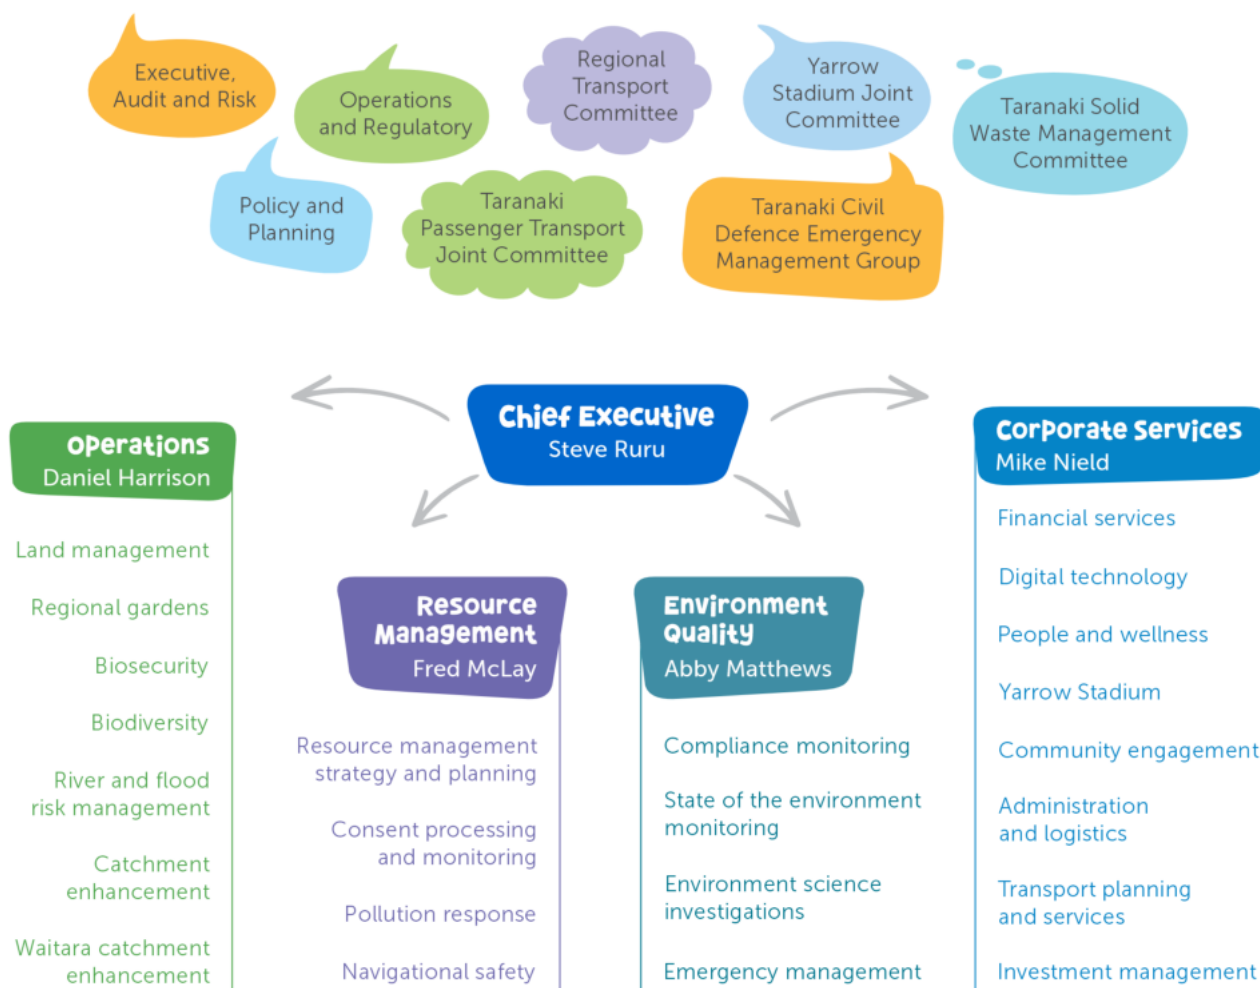 Executive,
Audit and Risk
Operations
and Regulatory
Regional
Transport
Committee
Yarrow
Stadium Joint
Committee
Taranaki Solid
Waste Management
Committee
Policy and
Planning
Taranaki
Passenger Transport
Joint Committee
Taranaki Civil
Defence Emergency
Management Group
Chief Executive
Steve Ruru
Operations
Daniel Harrison
Land management
Regional gardens
Biosecurity
Biodiversity
River and flood
risk management
Catchment
enhancement
Waitara catchment
enhancement
Resource
Management
Fred McLay
Resource management
strategy and planning
Consent processing
and monitoring
Pollution response
Navigational safety
Environment
Quality
Abby Matthews
Compliance monitoring
State of the environment
monitoring
Environment science
investigations
Emergency management
Corporate Services
Mike Nield
Financial services
Digital technology
People and wellness
Yarrow Stadium
Community engagement
Administration
and logistics
Transport planning
and services
Investment management